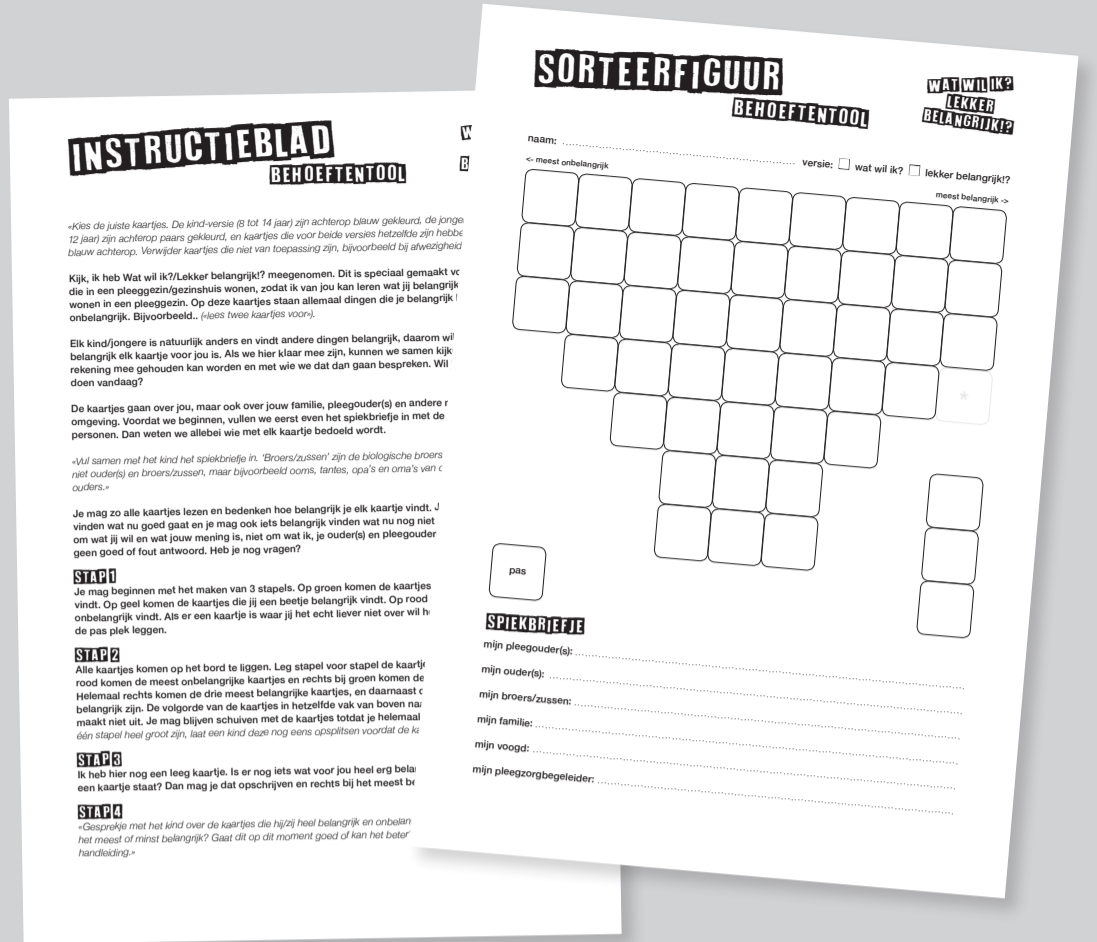 INSTRUCTIEBLAD
BEHOEFTENTOOL
«Kies de juiste kaartjes. De kind-versie (8 tot 14 jaar) zijn achterop blauw gekleurd, de
12 jaar) zijn achterop paars gekleurd, en kaartjes die voor beide versies hetzelfde zijn
blauw achterop. Verwijder kaartjes die niet van toepassing zijn, bijvoorbeeld bij
Kijk, ik heb Wat wil ik?/Lekker belangrijk!? meegenomen. Dit is speciaal gemaakt
die in een pleeggezin/gezinshuis wonen, zodat ik van jou kan leren wat jij belangrijk
wonen in een pleeggezin. Op deze kaartjes staan allemaal dingen die je belangrijk
onbelangrijk. Bijvoorbeeld.. («lees twee kaartjes voor»).
Elk kind/jongere is natuurlijk anders en vindt andere dingen belangrijk, daarom
belangrijk elk kaartje voor jou is. Als we hier klaar mee zijn, kunnen we samen
rekening mee gehouden kan worden en met wie we dat dan gaan bespreken. Wil
doen vandaag?
De kaartjes gaan over jou, maar ook over jouw familie, pleegouder(s) en andere
omgeving. Voordat we beginnen, vullen we eerst even het spiekbriefje in met de
personen. Dan weten we allebei wie met elk kaartje bedoeld wordt.
«Vul samen met het kind het spiekbriefje in. 'Broers/zussen' zijn de biologische broers
niet ouder(s) en broers/zussen, maar bijvoorbeeld ooms, tantes, opa's en oma's van
ouders.»
Je mag zo alle kaartjes lezen en bedenken hoe belangrijk je elk kaartje vindt.
vinden wat nu goed gaat en je mag ook iets belangrijk vinden wat nu nog niet
om wat jij wil en wat jouw mening is, niet om wat ik, je ouder(s) en pleegouder
geen goed of fout antwoord. Heb je nog vragen?
STAP 1
Je mag beginnen met het maken van 3 stapels. Op groen komen de kaartjes
vindt. Op geel komen de kaartjes die jij een beetje belangrijk vindt. Op rood
onbelangrijk vindt. Als er een kaartje is waar jij het echt liever niet over wil
de pas plek leggen.
STAP 2
Alle kaartjes komen op het bord te liggen. Leg stapel voor stapel de
rood komen de meest onbelangrijke kaartjes en rechts bij groen komen de
Helemaal rechts komen de drie meest belangrijke kaartjes, en daarnaast
belangrijk zijn. De volgorde van de kaartjes in hetzelfde vak van boven
maakt niet uit. Je mag blijven schuiven met de kaartjes totdat je helemaal
één stapel heel groot zijn, laat een kind deze nog eens opsplitsen voordat de
STAP 3
Ik heb hier nog een leeg kaartje. Is er nog iets wat voor jou heel erg
een kaartje staat? Dan mag je dat opschrijven en rechts bij het meest
STAP 4
«Gesprekje met het kind over de kaartjes die hij/zij heel belangrijk en
het meest of minst belangrijk? Gaat dit op dit moment goed of kan het beter
handleiding.»
SORTEERFIGUUR
BEHOEFTENTOOL
WAT WIL IK?
LEKKER
BELANGRIJK!?
naam: versie: wat wil ik? lekker belangrijk!?
<- meest onbelangrijk
meest belangrijk ->
*
pas
SPIEKBRIEFJE
mijn pleegouder(s):
mijn ouder(s):
mijn broers/zussen:
mijn familie:
mijn voogd:
mijn pleegzorgbegeleider: